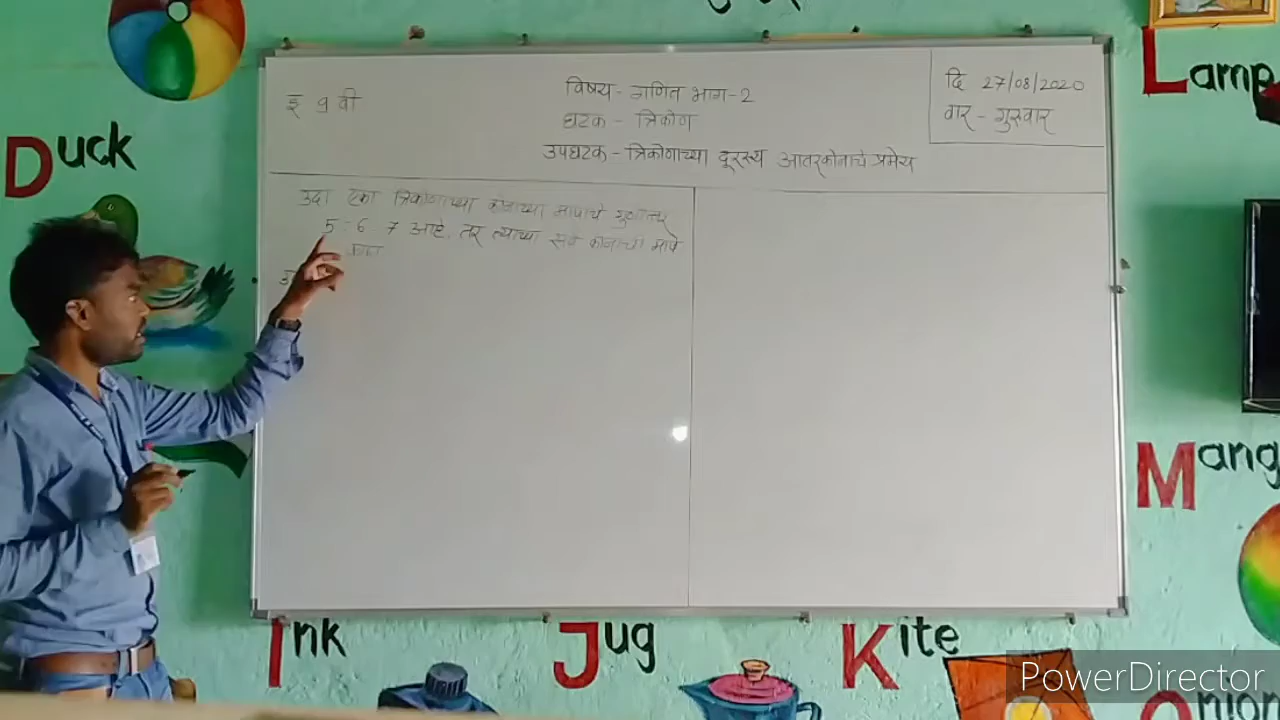 इ ९ वी
विषय - गणित भाग-2
घटक - त्रिकोण
उपघटक - त्रिकोणाच्या दूरस्थ आंतरकोनाचे प्रमेय
दि 27/08/2020
वार - गुरुवार
उदा एका त्रिकोणाच्या कोनाच्या मापाचे गुणोत्तर
5 : 6 7 आहे. तर त्याच्या सर्व कोनाची मापे
काढा
Duck
Lamp
Mang
Ink
Jug
Kite
Onion
PowerDirector